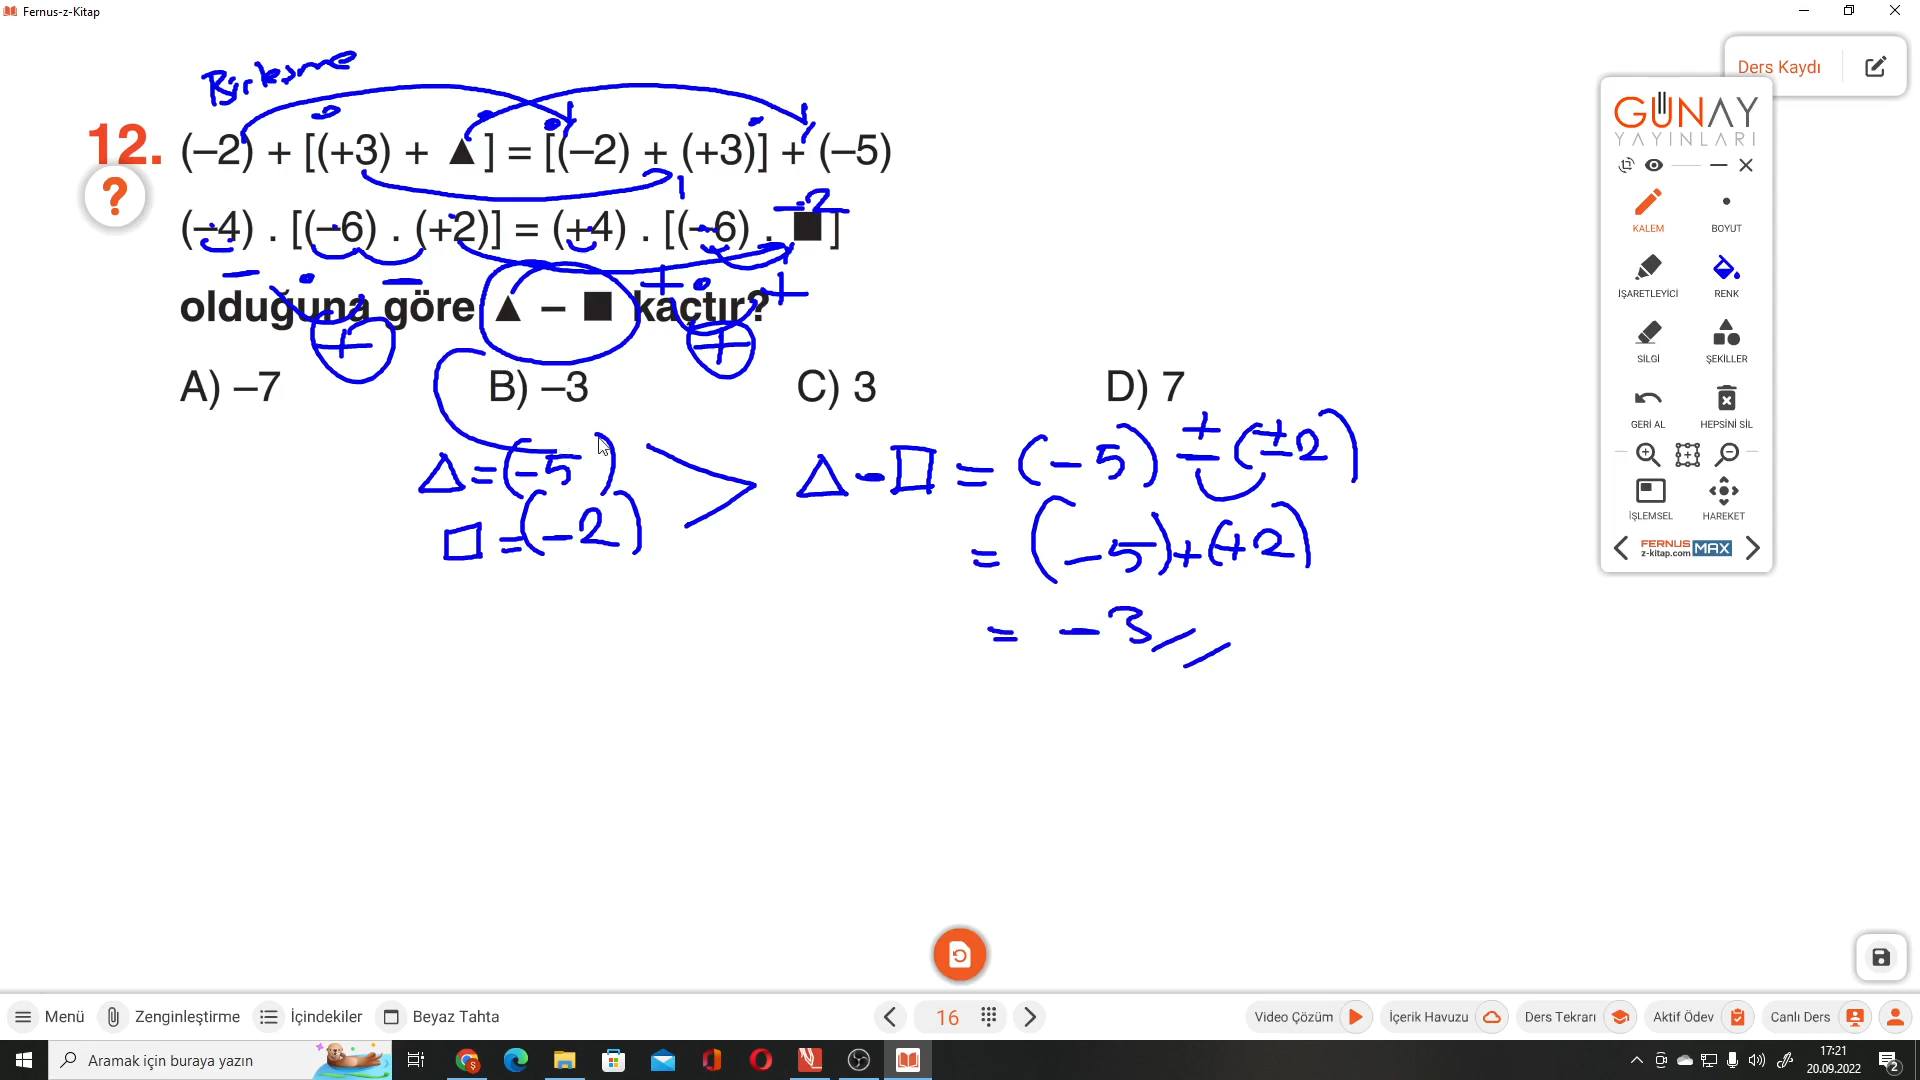 Fernus-z-Kitap
Ders Kaydı
Birleşme
12. (–2) + [(+3) + ▲] = [(–2) + (+3)] + (–5)
?
–2
(–4) . [(–6) . (+2)] = (+4) . [(–6) . ■]
– – + +
olduğuna göre ▲ – ■ kaçtır?
+ +
A) –7 B) –3 C) 3 D) 7
△ = (–5)
□ = (–2)
△ – □ = (–5) – (–2)
= (–5) + (+2)
= –3 //
GÜNAY
YAYINLARI
KALEM BOYUT
İŞARETLEYİCİ RENK
SİLGİ ŞEKİLLER
GERİ AL HEPSİNİ SİL
İŞLEMSEL HAREKET
FERNUS
z-kitap.com MAX
Menü Zenginleştirme İçindekiler Beyaz Tahta 16 Video Çözüm İçerik Havuzu Ders Tekrarı Aktif Ödev Canlı Ders
Aramak için buraya yazın
17:21
20.09.2022
2